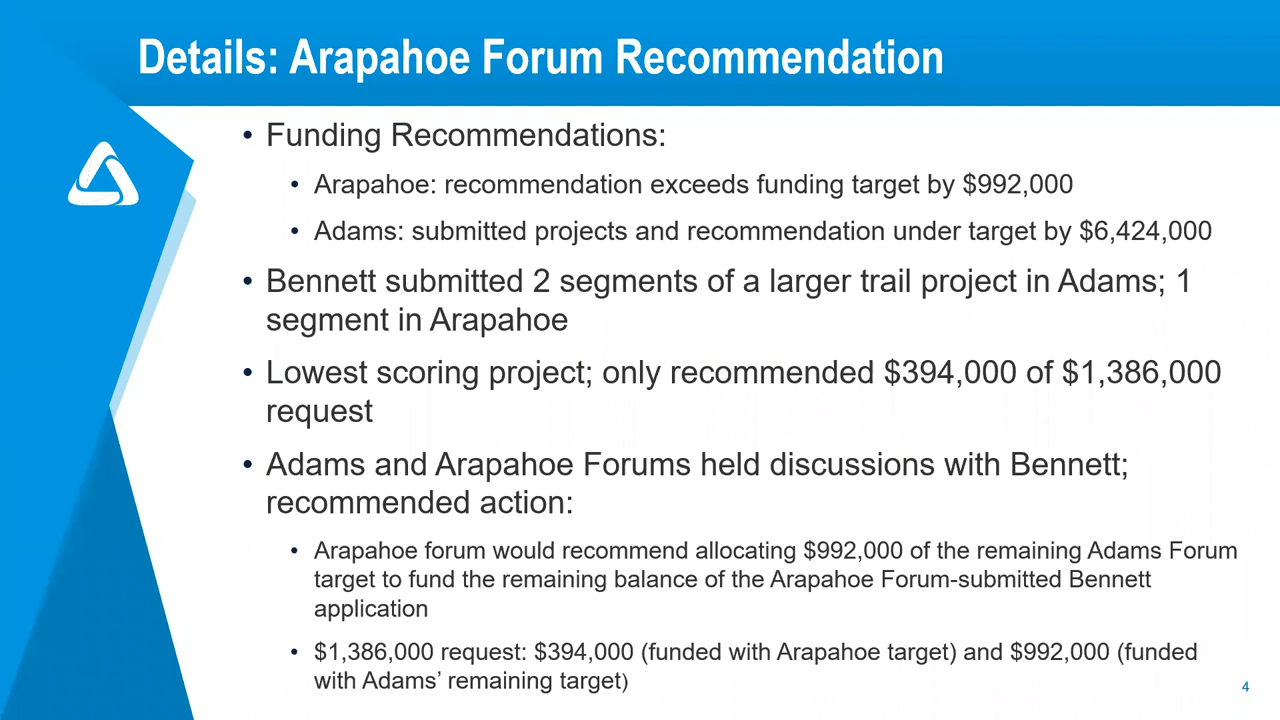 Details: Arapahoe Forum Recommendation
• Funding Recommendations:
• Arapahoe: recommendation exceeds funding target by $992,000
• Adams: submitted projects and recommendation under target by $6,424,000
• Bennett submitted 2 segments of a larger trail project in Adams; 1
segment in Arapahoe
• Lowest scoring project; only recommended $394,000 of $1,386,000
request
• Adams and Arapahoe Forums held discussions with Bennett;
recommended action:
• Arapahoe forum would recommend allocating $992,000 of the remaining Adams Forum
target to fund the remaining balance of the Arapahoe Forum-submitted Bennett
application
• $1,386,000 request: $394,000 (funded with Arapahoe target) and $992,000 (funded
with Adams’ remaining target)
4